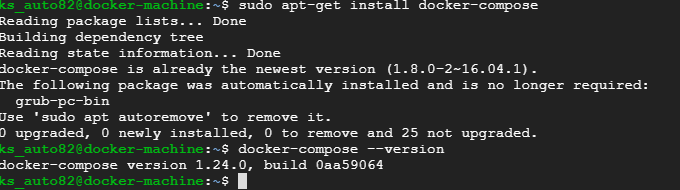 ks_auto82@docker-machine:~$ sudo apt-get install docker-compose
Reading package lists... Done
Building dependency tree
Reading state information... Done
docker-compose is already the newest version (1.8.0-2~16.04.1).
The following package was automatically installed and is no longer required:
  grub-pc-bin
Use 'sudo apt autoremove' to remove it.
0 upgraded, 0 newly installed, 0 to remove and 25 not upgraded.
ks_auto82@docker-machine:~$ docker-compose --version
docker-compose version 1.24.0, build 0aa59064
ks_auto82@docker-machine:~$